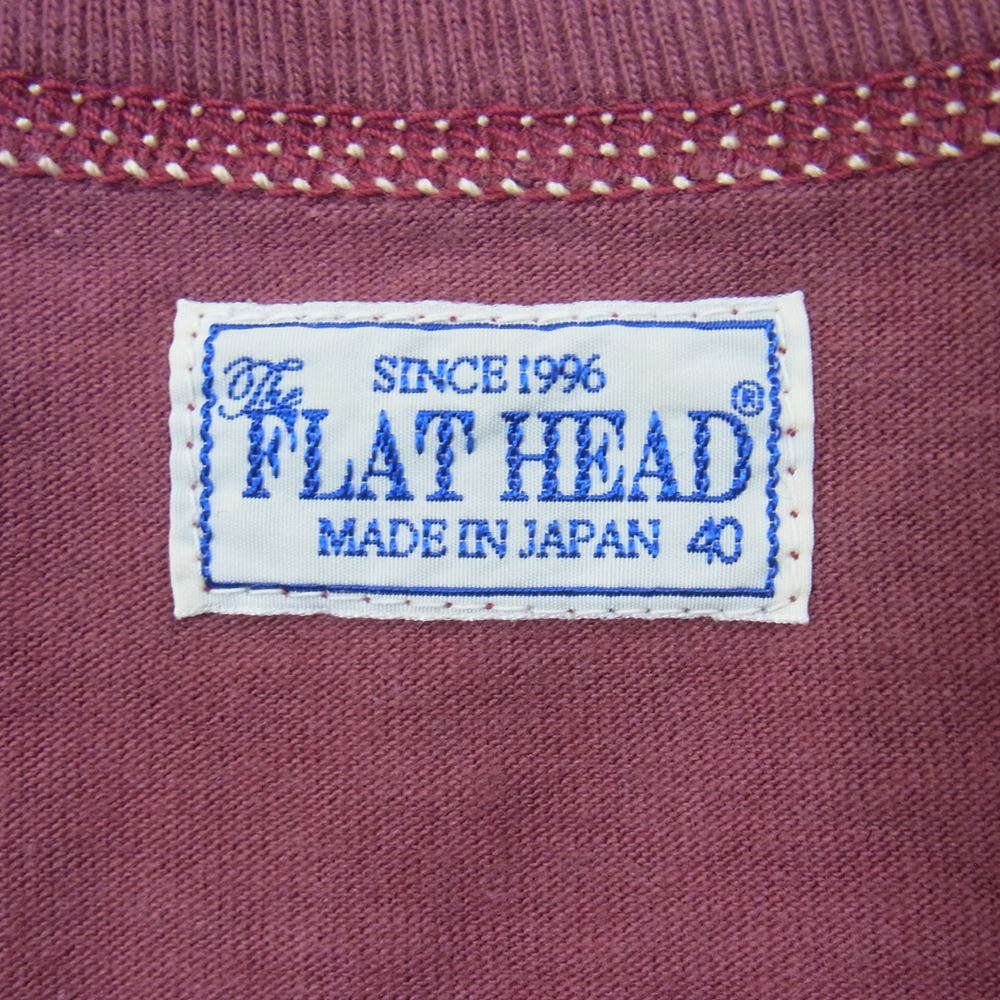 SINCE 1996
The
FLAT HEAD®
MADE IN JAPAN 40